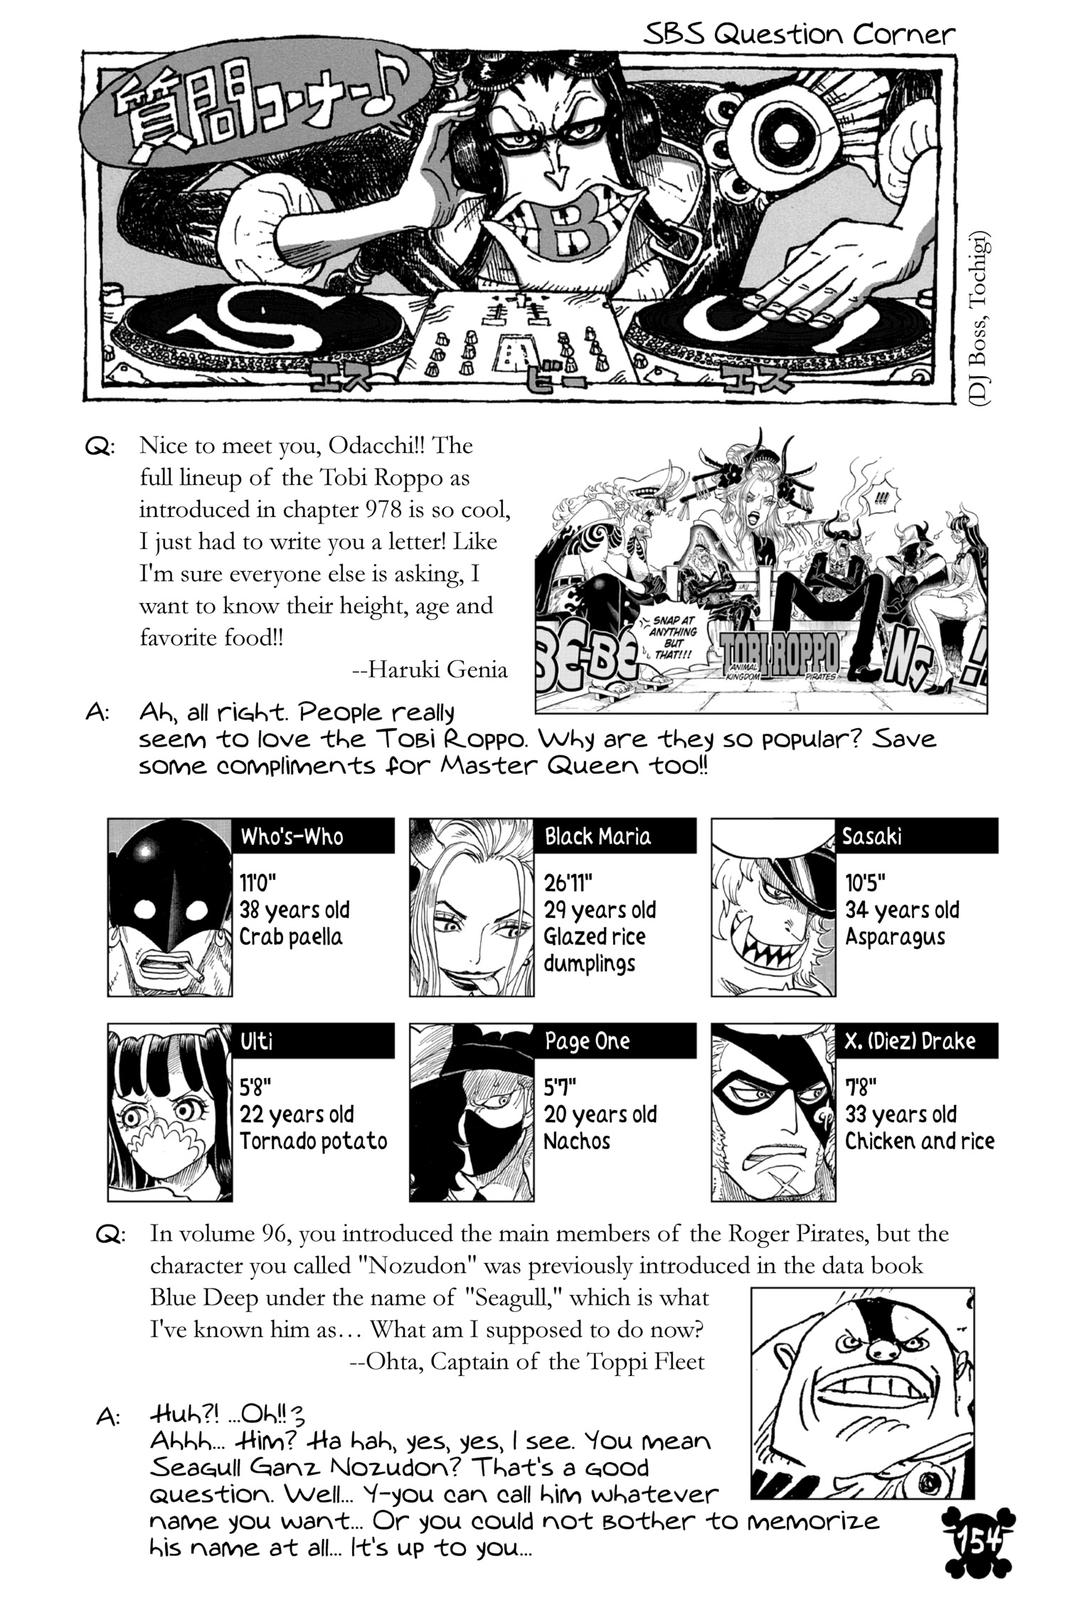 SBS Question Corner
質問コーナー♪
B
S
S
エス
ビー
エス
(DJ Boss, Tochigi)
Q: Nice to meet you, Odacchi!! The
full lineup of the Tobi Roppo as
introduced in chapter 978 is so cool,
I just had to write you a letter! Like
I'm sure everyone else is asking, I
want to know their height, age and
favorite food!!
--Haruki Genia
!!!
SNAP AT
ANYTHING
BUT
THAT!!!
BE-BE
TOBI ROPPO
ANIMAL
KINGDOM
PIRATES
NG
!!
A: Ah, all right. People really
seem to love the Tobi Roppo. Why are they so popular? Save
some compliments for Master Queen too!!
Who's-Who
11'0"
38 years old
Crab paella
Black Maria
26'11"
29 years old
Glazed rice
dumplings
Sasaki
10'5"
34 years old
Asparagus
Ulti
5'8"
22 years old
Tornado potato
Page One
5'7"
20 years old
Nachos
X. (Diez) Drake
7'8"
33 years old
Chicken and rice
Q: In volume 96, you introduced the main members of the Roger Pirates, but the
character you called "Nozudon" was previously introduced in the data book
Blue Deep under the name of "Seagull," which is what
I've known him as... What am I supposed to do now?
--Ohta, Captain of the Toppi Fleet
A: Huh?! ...Oh!!
Ahhh... Him? Ha hah, yes, yes, I see. You mean
Seagull Ganz Nozudon? That's a good
question. Well... Y-you can call him whatever
name you want... Or you could not bother to memorize
his name at all... It's up to you...
154